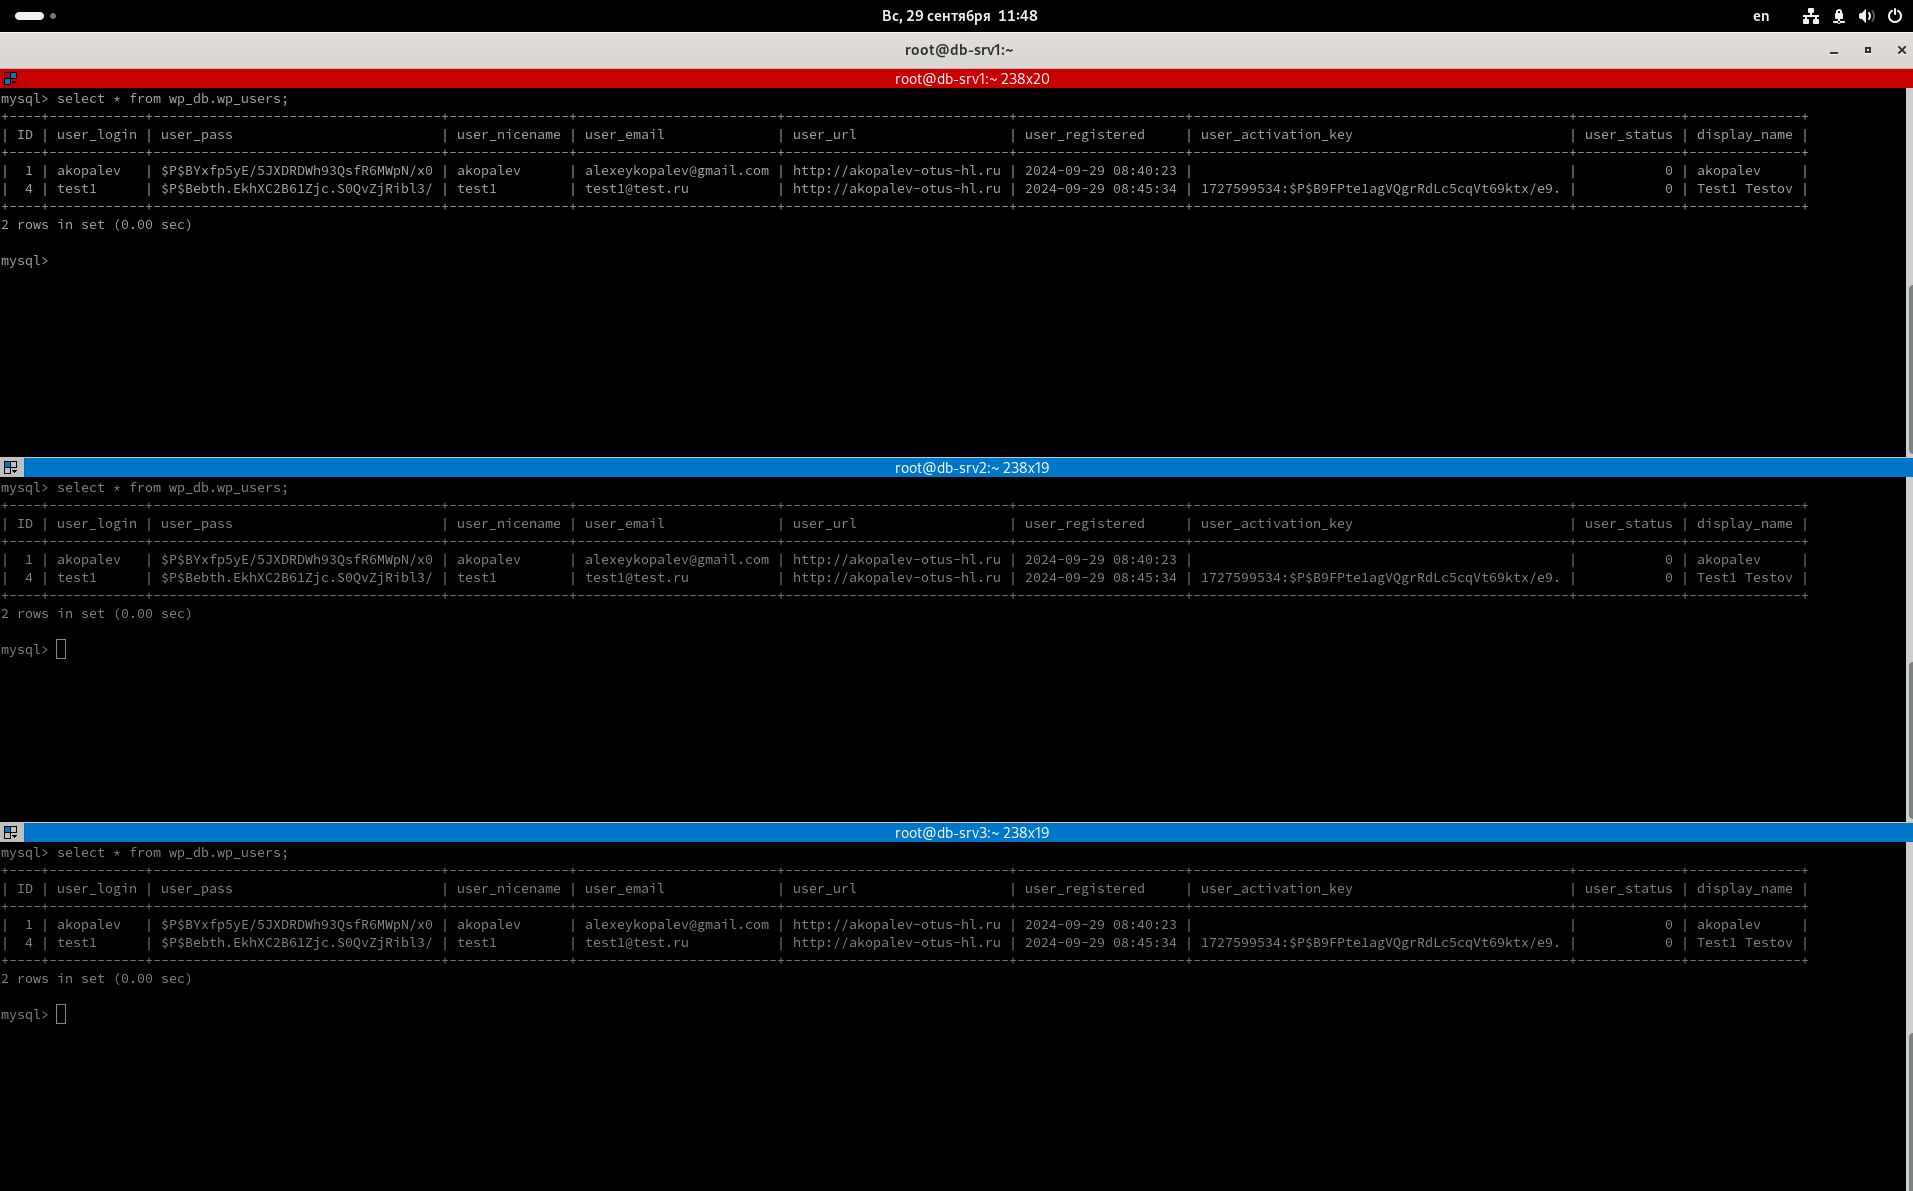 Вс, 29 сентября 11:48
en
root@db-srv1:~
root@db-srv1:~ 238x20
mysql> select * from wp_db.wp_users;
+----+------------+------------------------------------+---------------+-------------------------+----------------------------+---------------------+-----------------------------------------------+-------------+--------------+
| ID | user_login | user_pass                          | user_nicename | user_email              | user_url                   | user_registered     | user_activation_key                           | user_status | display_name |
+----+------------+------------------------------------+---------------+-------------------------+----------------------------+---------------------+-----------------------------------------------+-------------+--------------+
|  1 | akopalev   | $P$BYxfp5yE/5JXDRDWh93QsfR6MWpN/x0 | akopalev      | alexeykopalev@gmail.com | http://akopalev-otus-hl.ru | 2024-09-29 08:40:23 |                                               |           0 | akopalev     |
|  4 | test1      | $P$Bebth.EkhXC2B61Zjc.S0QvZjRibl3/ | test1         | test1@test.ru           | http://akopalev-otus-hl.ru | 2024-09-29 08:45:34 | 1727599534:$P$B9FPte1agVQgrRdLc5cqVt69ktx/e9. |           0 | Test1 Testov |
+----+------------+------------------------------------+---------------+-------------------------+----------------------------+---------------------+-----------------------------------------------+-------------+--------------+
2 rows in set (0.00 sec)
mysql>
root@db-srv2:~ 238x19
mysql> select * from wp_db.wp_users;
+----+------------+------------------------------------+---------------+-------------------------+----------------------------+---------------------+-----------------------------------------------+-------------+--------------+
| ID | user_login | user_pass                          | user_nicename | user_email              | user_url                   | user_registered     | user_activation_key                           | user_status | display_name |
+----+------------+------------------------------------+---------------+-------------------------+----------------------------+---------------------+-----------------------------------------------+-------------+--------------+
|  1 | akopalev   | $P$BYxfp5yE/5JXDRDWh93QsfR6MWpN/x0 | akopalev      | alexeykopalev@gmail.com | http://akopalev-otus-hl.ru | 2024-09-29 08:40:23 |                                               |           0 | akopalev     |
|  4 | test1      | $P$Bebth.EkhXC2B61Zjc.S0QvZjRibl3/ | test1         | test1@test.ru           | http://akopalev-otus-hl.ru | 2024-09-29 08:45:34 | 1727599534:$P$B9FPte1agVQgrRdLc5cqVt69ktx/e9. |           0 | Test1 Testov |
+----+------------+------------------------------------+---------------+-------------------------+----------------------------+---------------------+-----------------------------------------------+-------------+--------------+
2 rows in set (0.00 sec)
mysql>
root@db-srv3:~ 238x19
mysql> select * from wp_db.wp_users;
+----+------------+------------------------------------+---------------+-------------------------+----------------------------+---------------------+-----------------------------------------------+-------------+--------------+
| ID | user_login | user_pass                          | user_nicename | user_email              | user_url                   | user_registered     | user_activation_key                           | user_status | display_name |
+----+------------+------------------------------------+---------------+-------------------------+----------------------------+---------------------+-----------------------------------------------+-------------+--------------+
|  1 | akopalev   | $P$BYxfp5yE/5JXDRDWh93QsfR6MWpN/x0 | akopalev      | alexeykopalev@gmail.com | http://akopalev-otus-hl.ru | 2024-09-29 08:40:23 |                                               |           0 | akopalev     |
|  4 | test1      | $P$Bebth.EkhXC2B61Zjc.S0QvZjRibl3/ | test1         | test1@test.ru           | http://akopalev-otus-hl.ru | 2024-09-29 08:45:34 | 1727599534:$P$B9FPte1agVQgrRdLc5cqVt69ktx/e9. |           0 | Test1 Testov |
+----+------------+------------------------------------+---------------+-------------------------+----------------------------+---------------------+-----------------------------------------------+-------------+--------------+
2 rows in set (0.00 sec)
mysql>